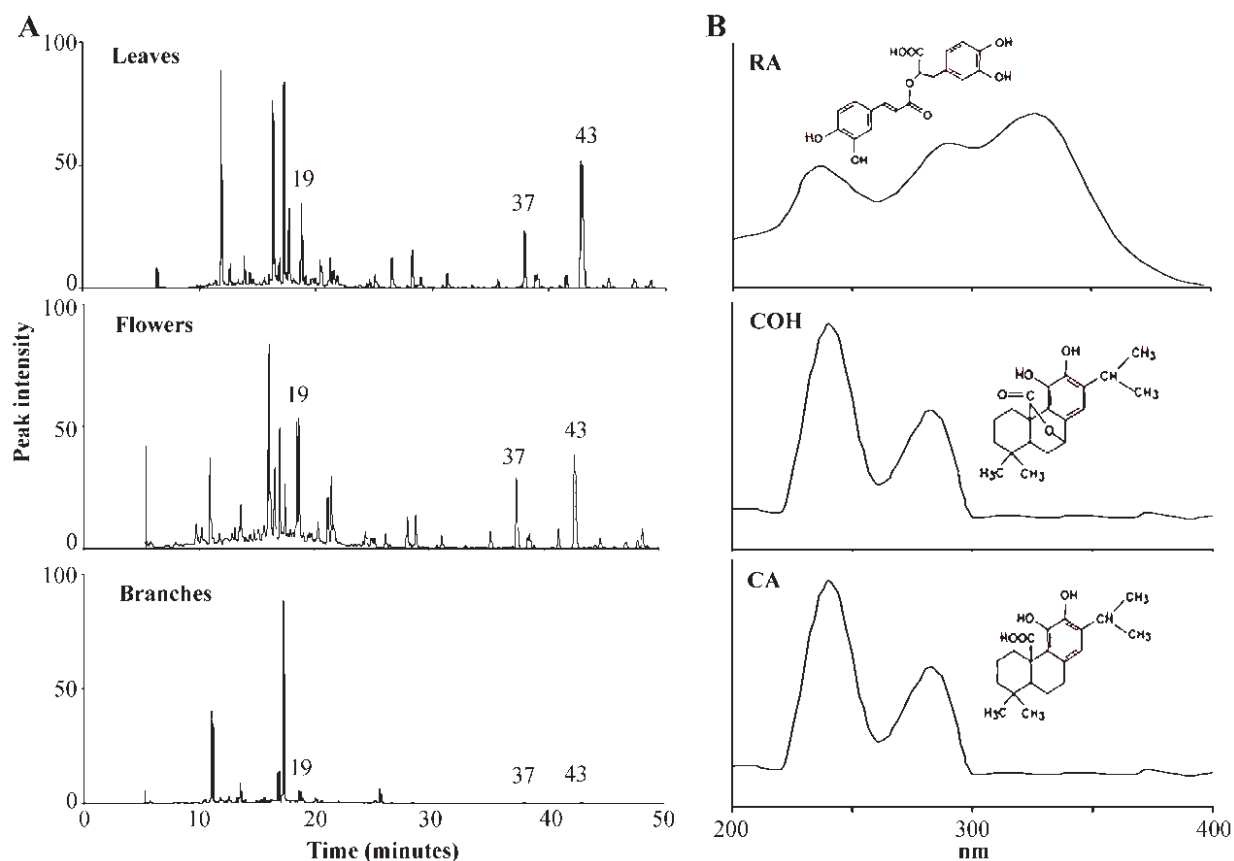 A
Leaves
100
50
0
19
37
43
Flowers
100
50
0
19
37
43
Branches
100
50
0
19
37
43
Peak intensity
0 10 20 30 40 50
Time (minutes)
B
RA
HOOC
OH
OH
O
O
HO
OH
COH
OH
HO
CH
CH₃
CH₃
O=C
O
H₃C CH₃
CA
OH
HO
CH
CH₃
CH₃
HOOC
H₃C CH₃
200 300 400
nm